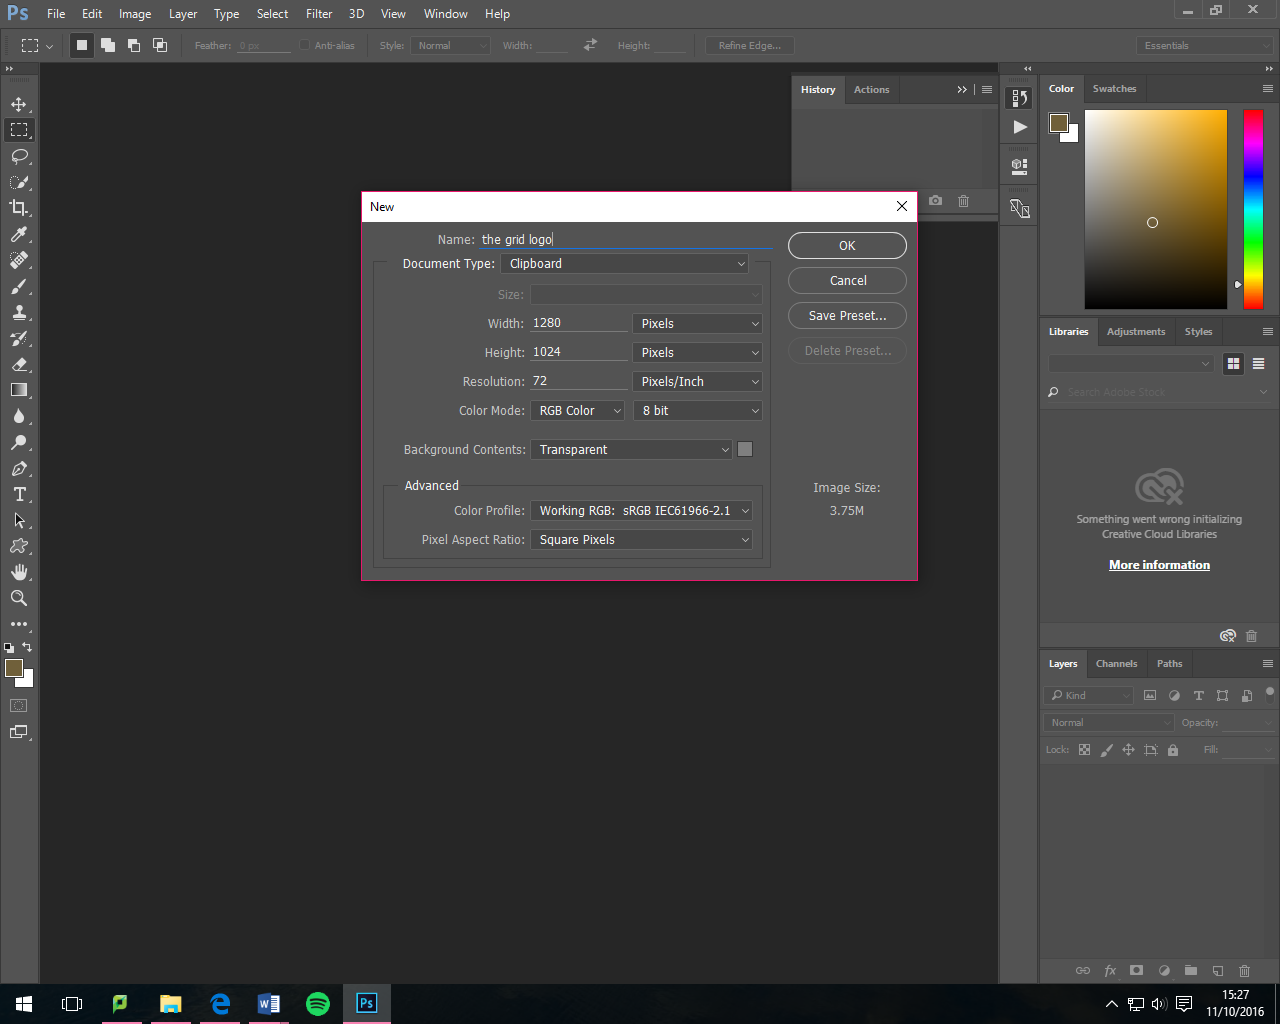 Ps File Edit Image Layer Type Select Filter 3D View Window Help
Feather: 0 px Anti-alias Style: Normal Width: Height: Refine Edge... Essentials
History Actions
Color Swatches
New
Name: the grid logo
Document Type: Clipboard
Size:
Width: 1280 Pixels
Height: 1024 Pixels
Resolution: 72 Pixels/Inch
Color Mode: RGB Color 8 bit
Background Contents: Transparent
Advanced
Color Profile: Working RGB: sRGB IEC61966-2.1
Pixel Aspect Ratio: Square Pixels
OK
Cancel
Save Preset...
Delete Preset...
Image Size:
3.75M
Libraries Adjustments Styles
Search Adobe Stock
Something went wrong initializing
Creative Cloud Libraries
More information
Layers Channels Paths
Kind
Normal Opacity:
Lock: Fill:
fx
15:27
11/10/2016